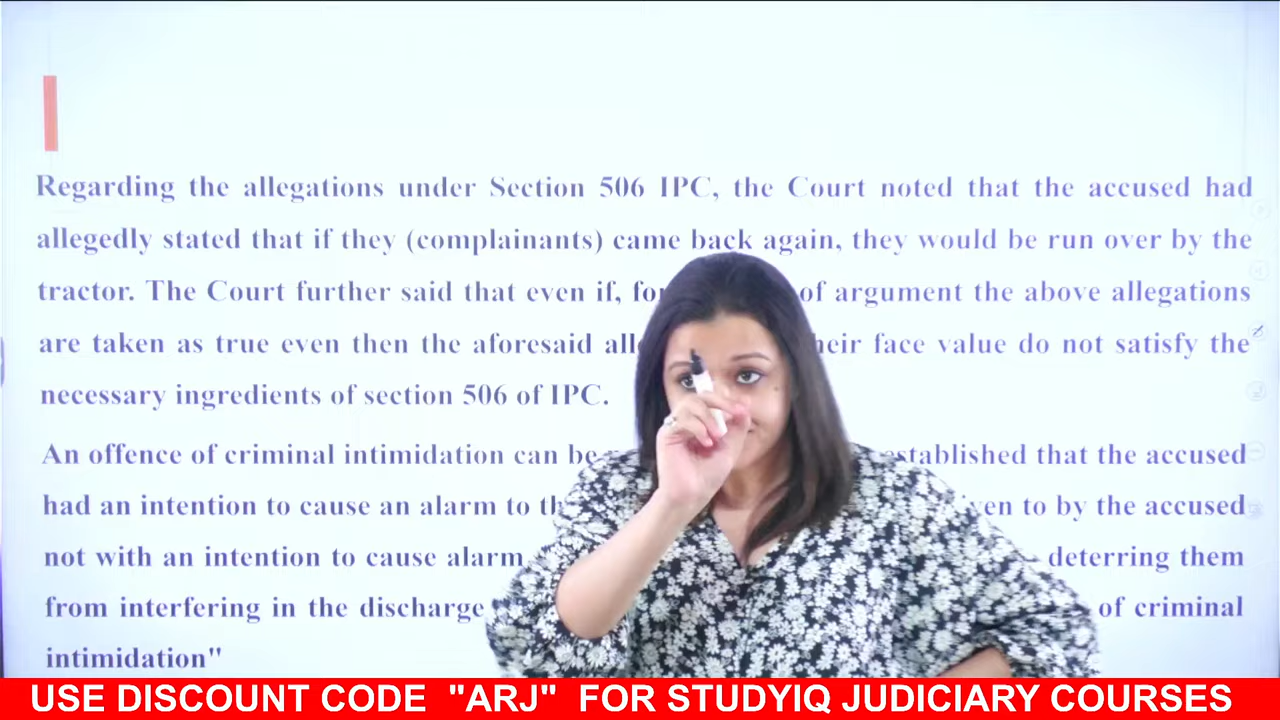 Regarding the allegations under Section 506 IPC, the Court noted that the accused had
allegedly stated that if they (complainants) came back again, they would be run over by the
tractor. The Court further said that even if, for of argument the above allegations
are taken as true even then the aforesaid face value do not satisfy the
necessary ingredients of section 506 of IPC.
An offence of criminal intimidation can be established that the accused
had an intention to cause an alarm to to by the accused
not with an intention to cause alarm deterring them
from interfering in the discharge of criminal
intimidation"
USE DISCOUNT CODE "ARJ" FOR STUDYIQ JUDICIARY COURSES